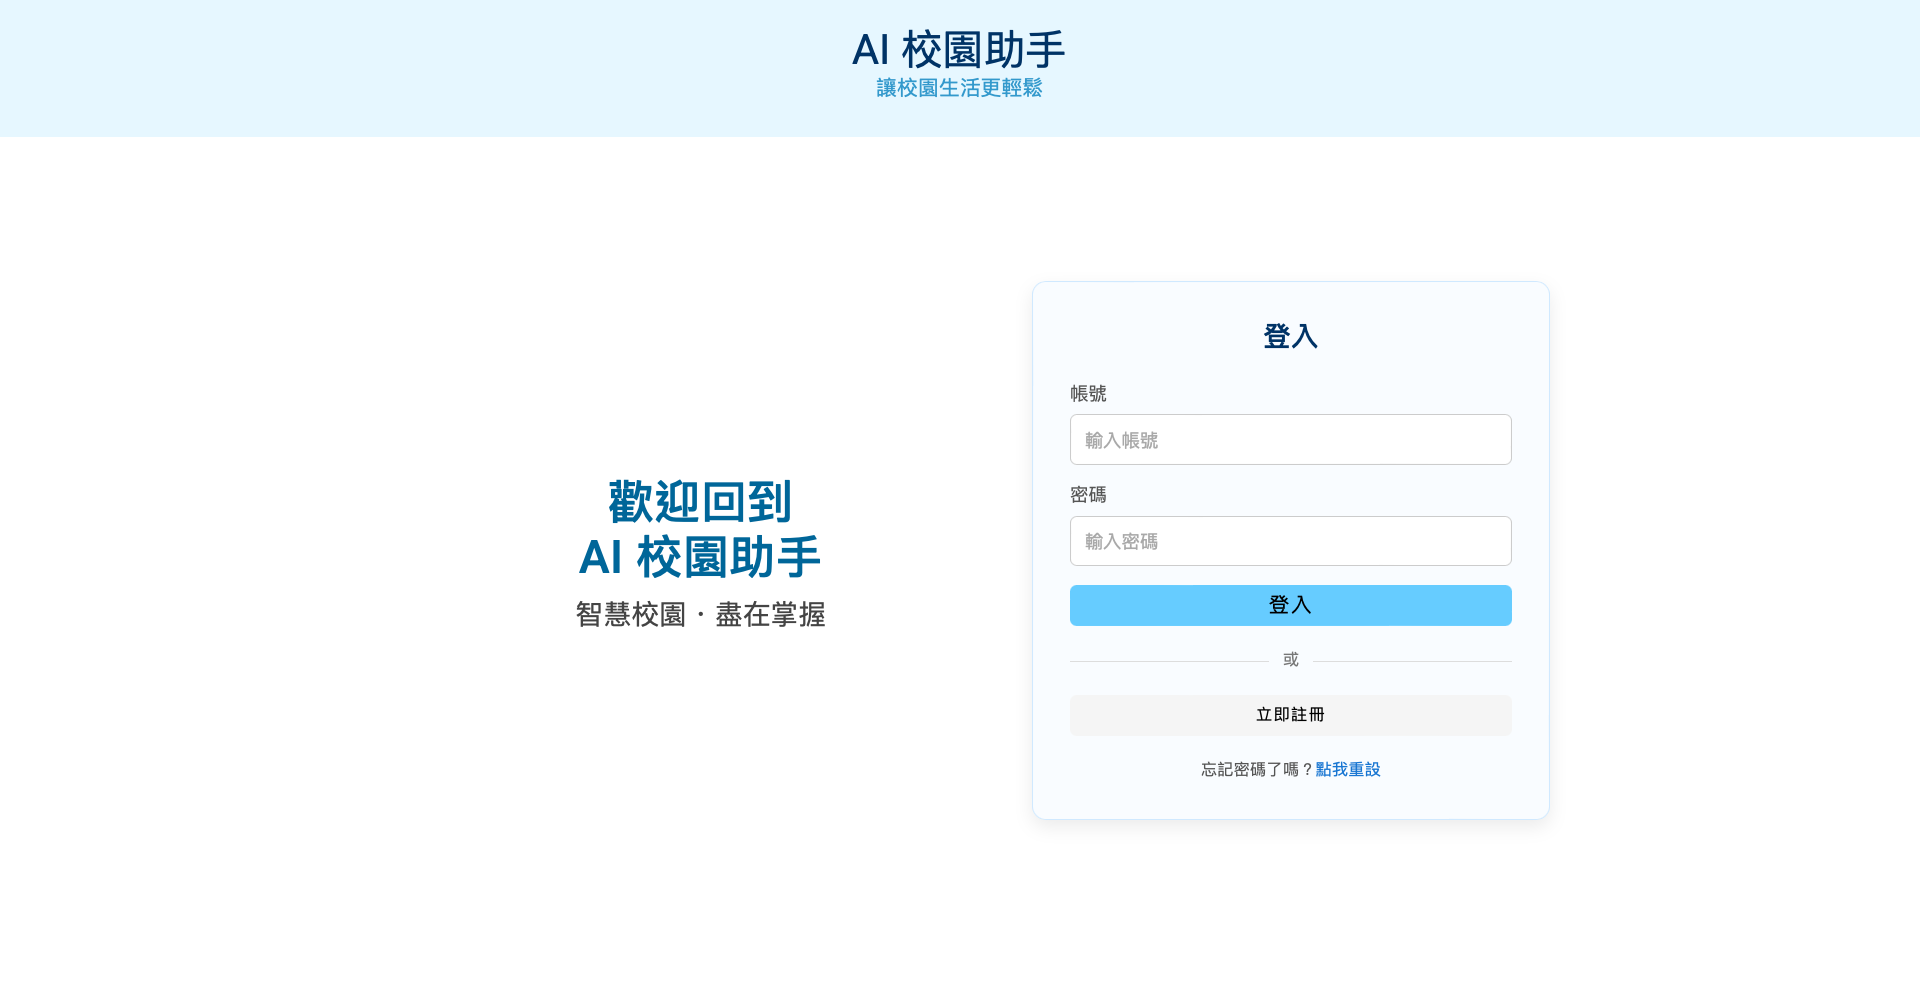 AI 校園助手
讓校園生活更輕鬆
歡迎回到
AI 校園助手
智慧校園・盡在掌握
登入
帳號
輸入帳號
密碼
輸入密碼
登入
或
立即註冊
忘記密碼了嗎？點我重設